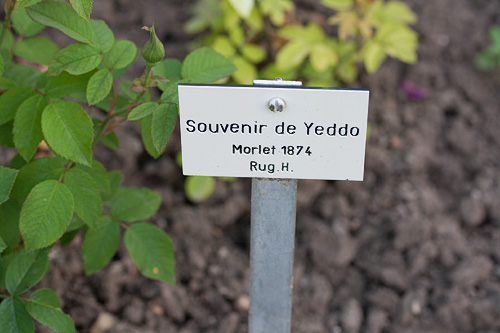 Souvenir de Yeddo
Morlet 1874
Rug.H.